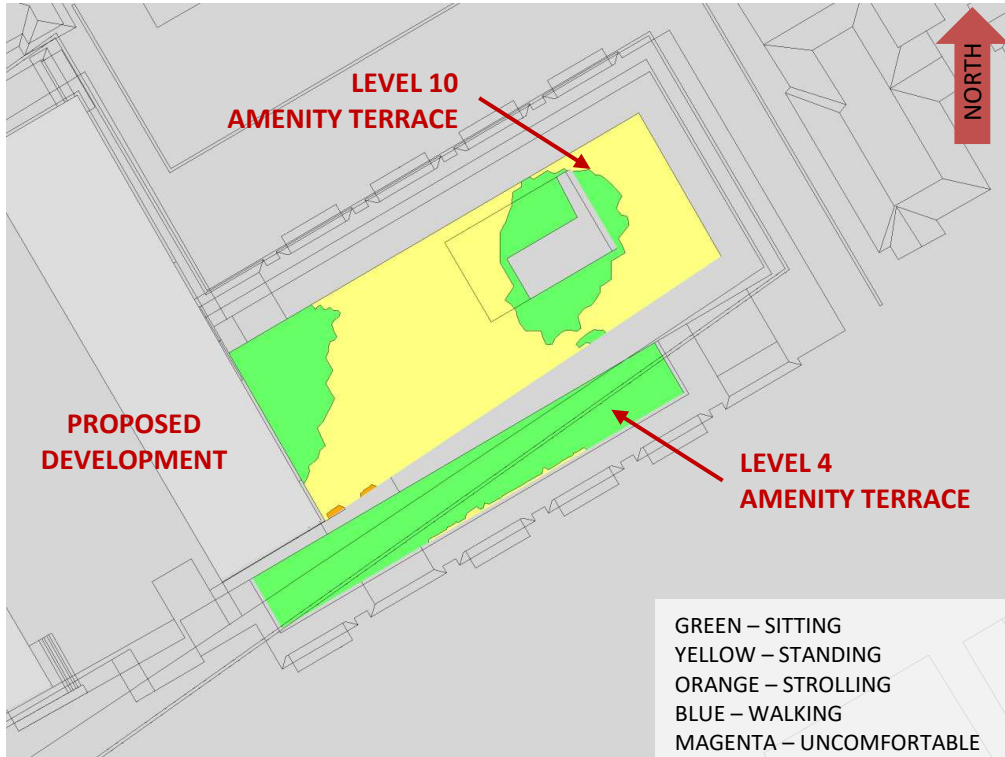 NORTH
LEVEL 10
AMENITY TERRACE
PROPOSED
DEVELOPMENT
LEVEL 4
AMENITY TERRACE
GREEN – SITTING
YELLOW – STANDING
ORANGE – STROLLING
BLUE – WALKING
MAGENTA – UNCOMFORTABLE